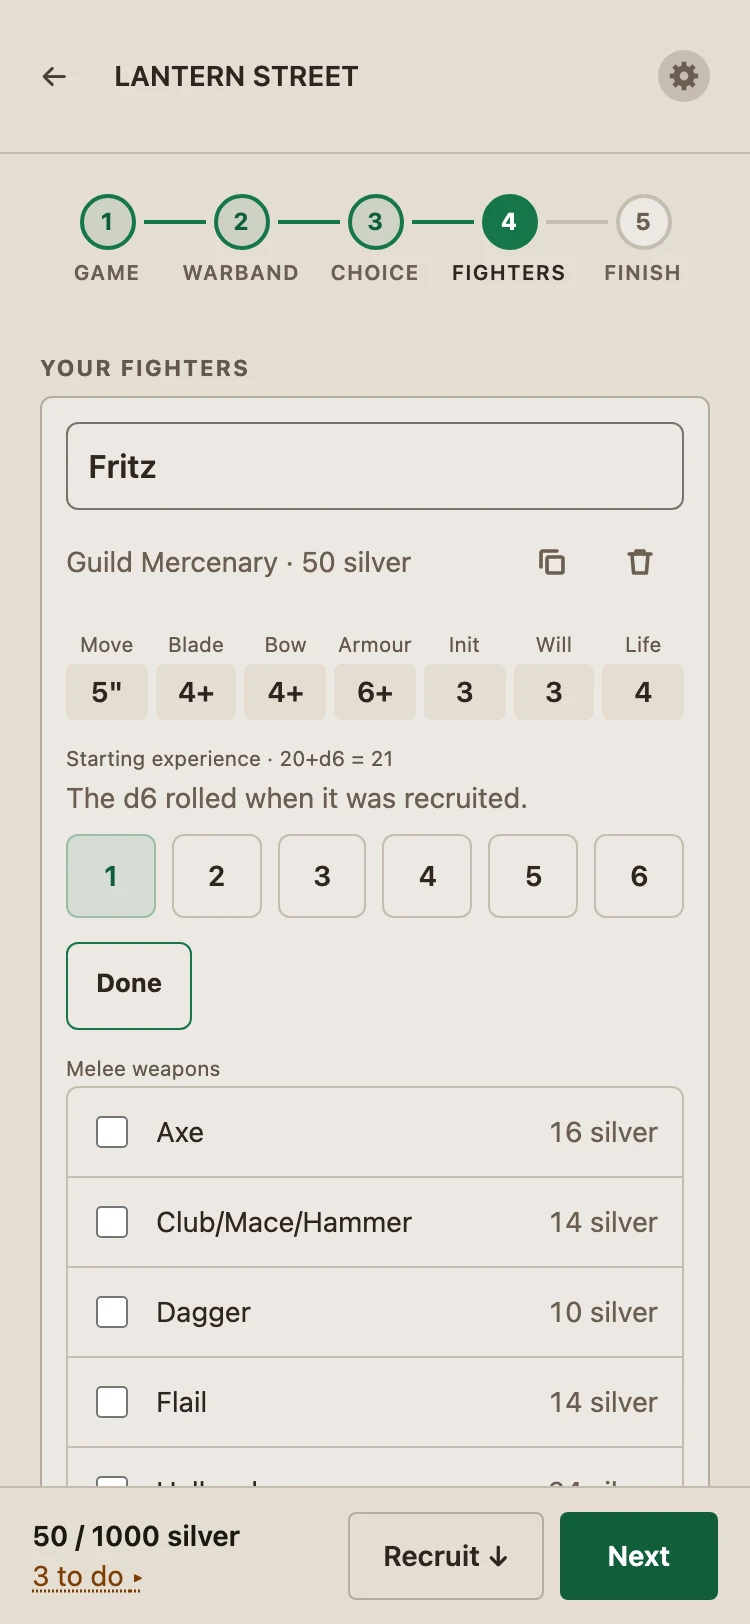 LANTERN STREET
1 2 3 4 5
GAME WARBAND CHOICE FIGHTERS FINISH
YOUR FIGHTERS
Fritz
Guild Mercenary · 50 silver
Move Blade Bow Armour Init Will Life
5" 4+ 4+ 6+ 3 3 4
Starting experience · 20+d6 = 21
The d6 rolled when it was recruited.
1 2 3 4 5 6
Done
Melee weapons
Axe 16 silver
Club/Mace/Hammer 14 silver
Dagger 10 silver
Flail 14 silver
50 / 1000 silver
3 to do ▸
Recruit ↓
Next